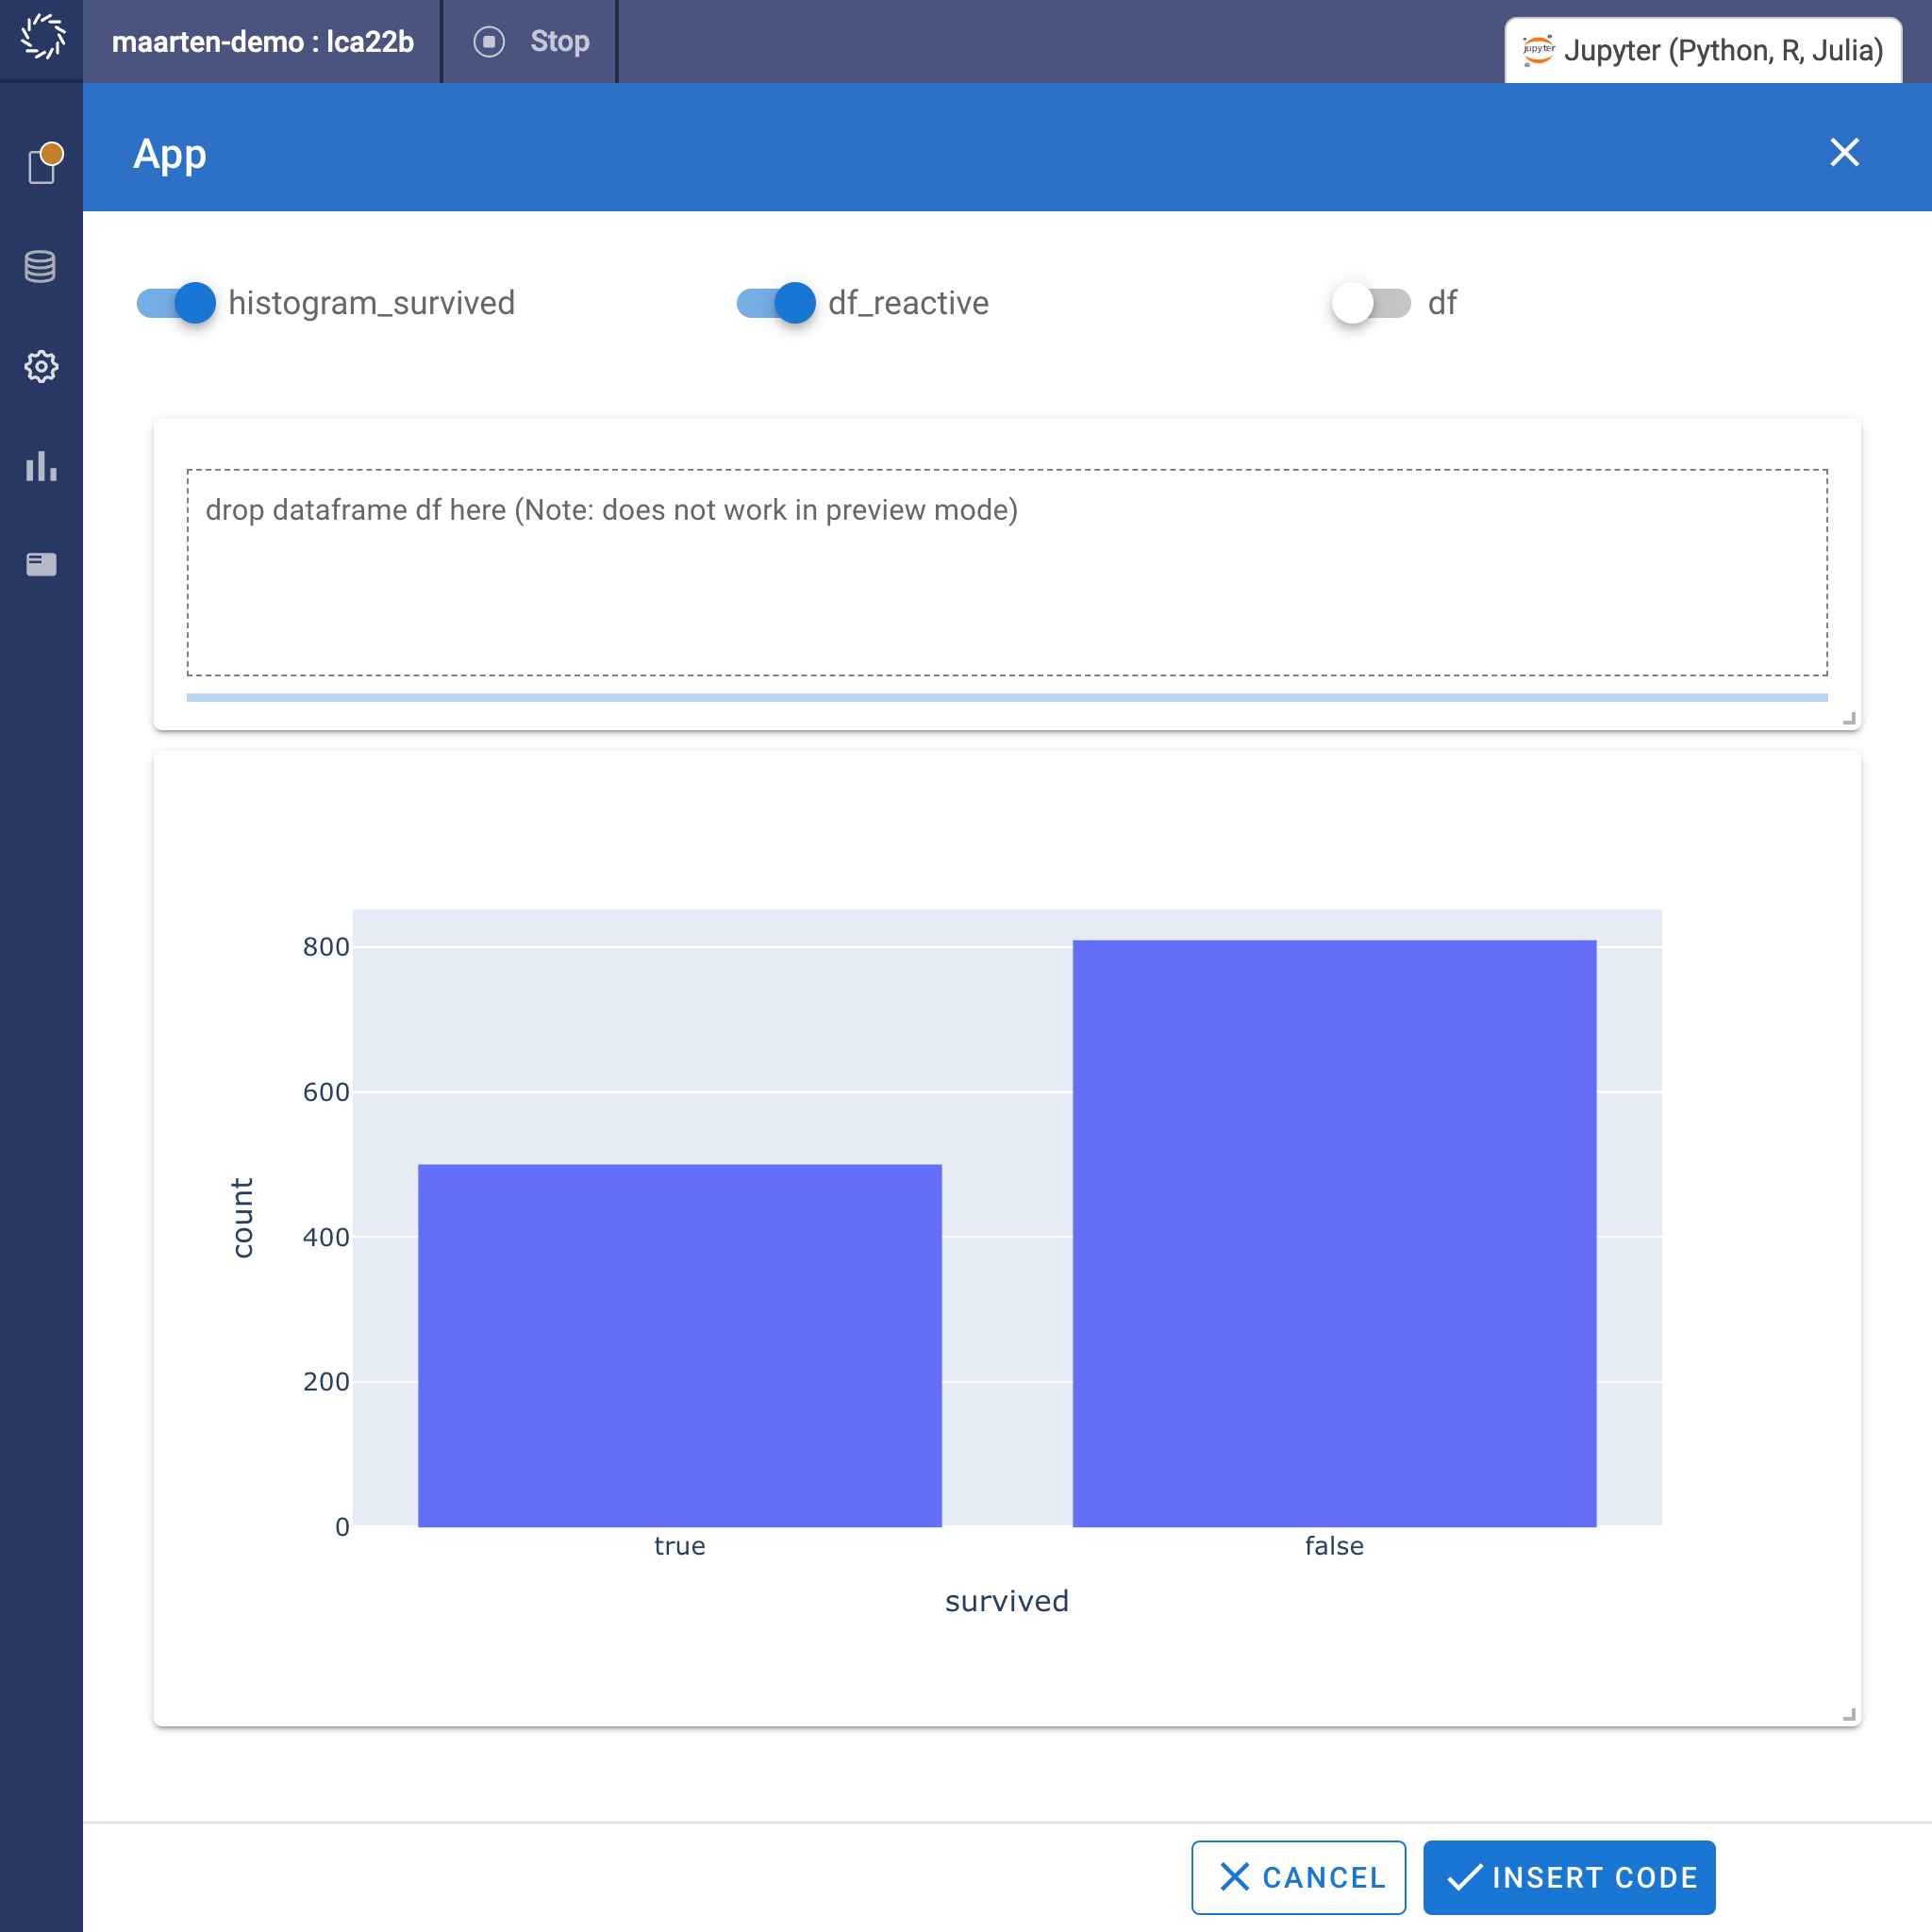 maarten-demo : lca22b
Stop
jupyter Jupyter (Python, R, Julia)
App
histogram_survived
df_reactive
df
drop dataframe df here (Note: does not work in preview mode)
800
600
400
200
0
count
true
false
survived
CANCEL
INSERT CODE